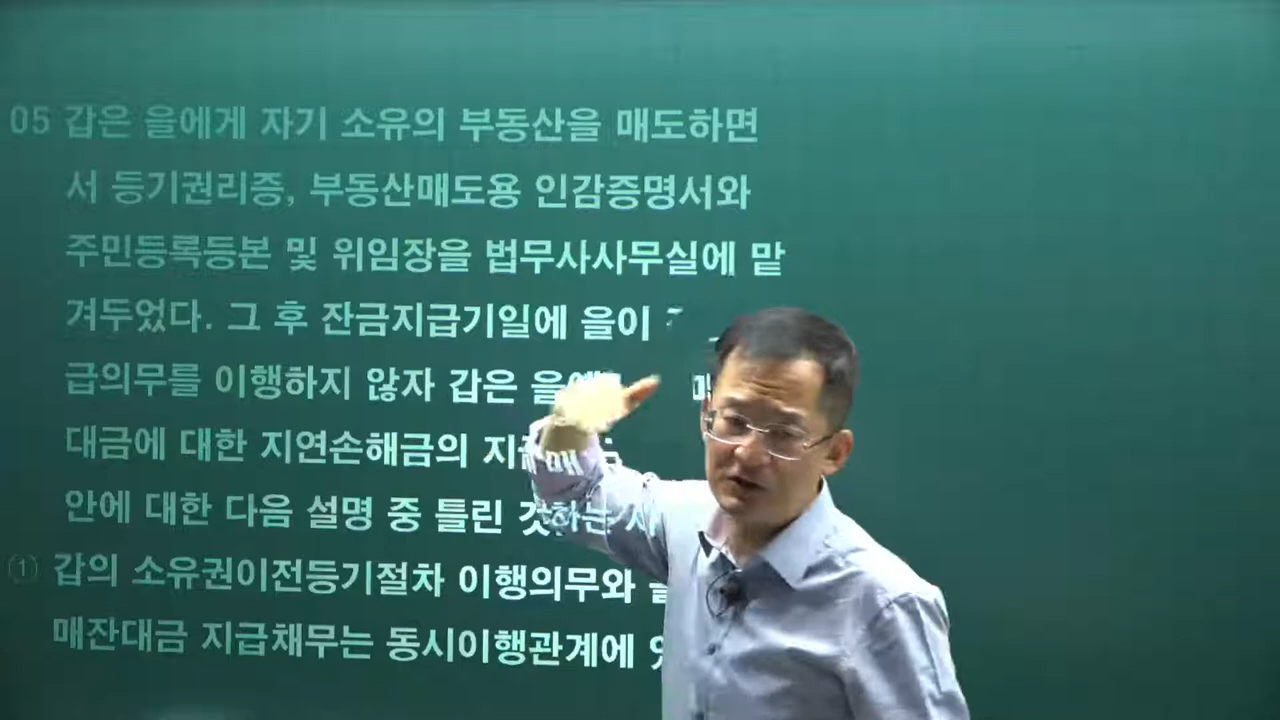 05 갑은 을에게 자기 소유의 부동산을 매도하면
서 등기권리증, 부동산매도용 인감증명서와
주민등록등본 및 위임장을 법무사사무실에 맡
겨두었다. 그 후 잔금지급기일에 을이
급의무를 이행하지 않자 갑은
대금에 대한 지연손해금의
안에 대한 다음 설명 중 틀린
① 갑의 소유권이전등기절차 이행의무와
매잔대금 지급채무는 동시이행관계에